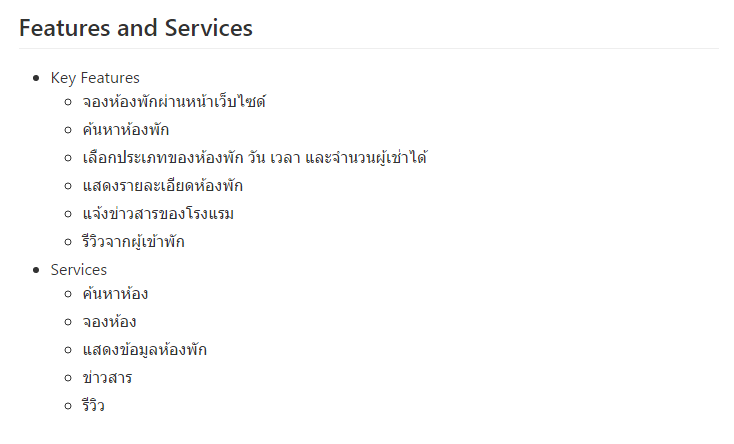 Features and Services
Key Features
จองห้องพักผ่านหน้าเว็บไซด์
ค้นหาห้องพัก
เลือกประเภทของห้องพัก วัน เวลา และจำนวนผู้เช่าได้
แสดงรายละเอียดห้องพัก
แจ้งข่าวสารของโรงแรม
รีวิวจากผู้เข้าพัก
Services
ค้นหาห้อง
จองห้อง
แสดงข้อมูลห้องพัก
ข่าวสาร
รีวิว